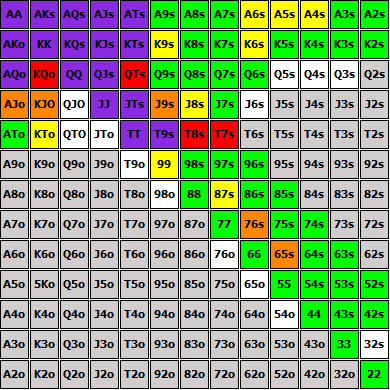 AA AKs AQs AJs ATs A9s A8s A7s A6s A5s A4s A3s A2s
AKo KK KQs KJs KTs K9s K8s K7s K6s K5s K4s K3s K2s
AQo KQo QQ QJs QTs Q9s Q8s Q7s Q6s Q5s Q4s Q3s Q2s
AJo KJO QJO JJ JTs J9s J8s J7s J6s J5s J4s J3s J2s
ATo KTo QTO JTo TT T9s T8s T7s T6s T5s T4s T3s T2s
A9o K9o Q9o J9o T9o 99 98s 97s 96s 95s 94s 93s 92s
A8o K8o Q8o J8o T8o 98o 88 87s 86s 85s 84s 83s 82s
A7o K7o Q7o J7o T7o 97o 87o 77 76s 75s 74s 73s 72s
A6o K6o Q6o J6o T6o 96o 86o 76o 66 65s 64s 63s 62s
A5o 5Ko Q5o J5o T5o 95o 85o 75o 65o 55 54s 53s 52s
A4o K4o Q4o J4o T4o 94o 84o 74o 64o 54o 44 43s 42s
A3o K3o Q3o J3o T3o 93o 83o 73o 63o 53o 43o 33 32s
A2o K2o Q2o J2o T2o 92o 82o 72o 62o 52o 42o 32o 22